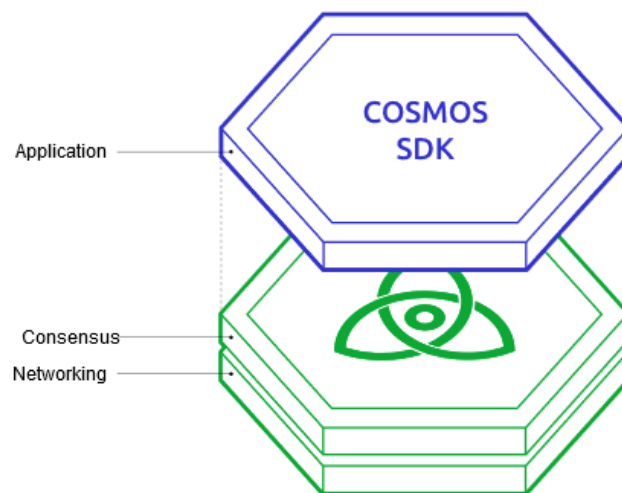 COSMOS
SDK
Application
Consensus
Networking